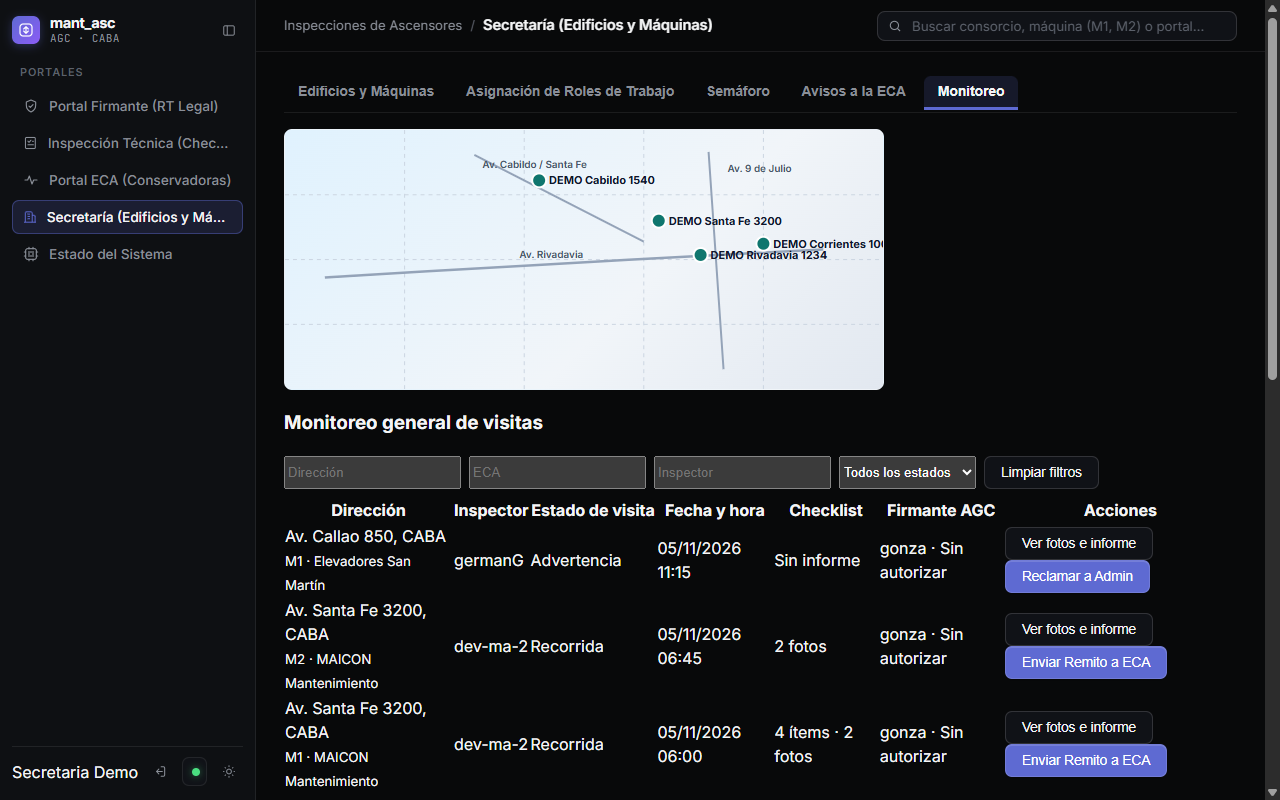 mant_asc
AGC · CABA
PORTALES
Portal Firmante (RT Legal)
Inspección Técnica (Chec...
Portal ECA (Conservadoras)
Secretaría (Edificios y Má...
Estado del Sistema
Secretaria Demo
Inspecciones de Ascensores / Secretaría (Edificios y Máquinas)
Buscar consorcio, máquina (M1, M2) o portal...
Edificios y Máquinas Asignación de Roles de Trabajo Semáforo Avisos a la ECA Monitoreo
Av. Cabildo / Santa Fe
Av. 9 de Julio
DEMO Cabildo 1540
DEMO Santa Fe 3200
DEMO Corrientes 100
Av. Rivadavia
DEMO Rivadavia 1234
Monitoreo general de visitas
Dirección ECA Inspector Todos los estados Limpiar filtros
Dirección Inspector Estado de visita Fecha y hora Checklist Firmante AGC Acciones
Av. Callao 850, CABA
M1 · Elevadores San
Martín
germanG
Advertencia
05/11/2026
11:15
Sin informe
gonza · Sin
autorizar
Ver fotos e informe
Reclamar a Admin
Av. Santa Fe 3200,
CABA
M2 · MAICON
Mantenimiento
dev-ma-2
Recorrida
05/11/2026
06:45
2 fotos
gonza · Sin
autorizar
Ver fotos e informe
Enviar Remito a ECA
Av. Santa Fe 3200,
CABA
M1 · MAICON
Mantenimiento
dev-ma-2
Recorrida
05/11/2026
06:00
4 ítems · 2
fotos
gonza · Sin
autorizar
Ver fotos e informe
Enviar Remito a ECA